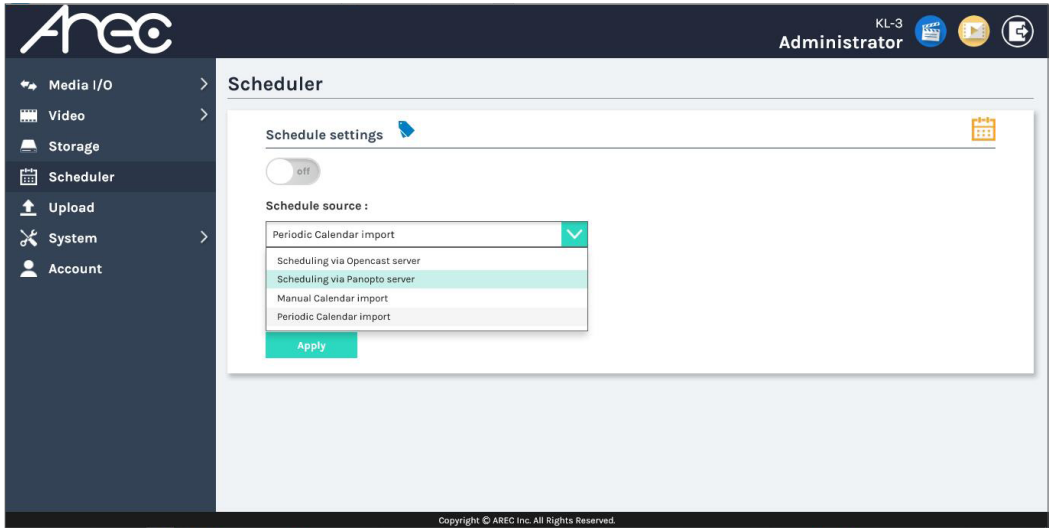 Arec
KL-3
Administrator
Media I/O
Video
Storage
Scheduler
Upload
System
Account
Scheduler
Schedule settings
off
Schedule source :
Periodic Calendar import
Scheduling via Opencast server
Scheduling via Panopto server
Manual Calendar import
Periodic Calendar import
Apply
Copyright © AREC Inc. All Rights Reserved.